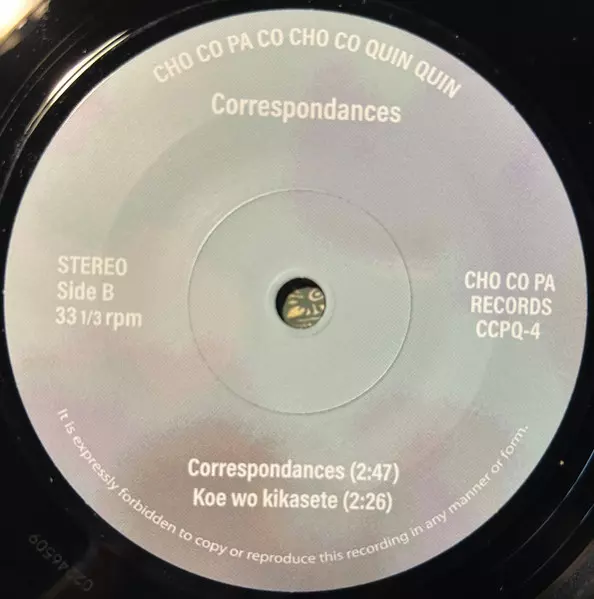 CHO CO PA CO CHO CO QUIN QUIN
Correspondances
STEREO
Side B
33 1/3 rpm
CHO CO PA
RECORDS
CCPQ-4
Correspondances (2:47)
Koe wo kikasete (2:26)
It is expressly forbidden to copy or reproduce this recording in any manner or form.